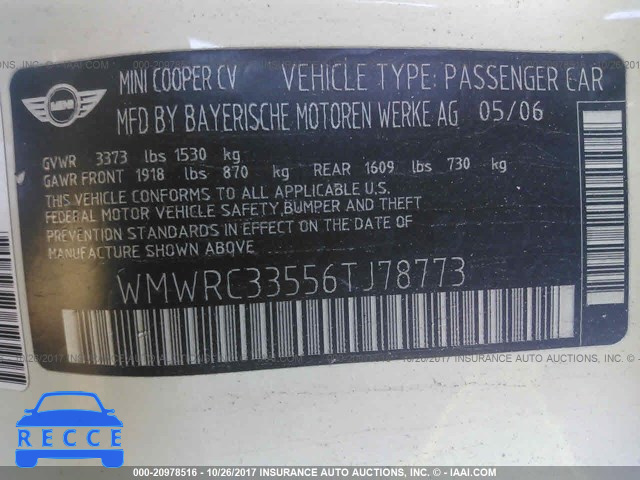 MINI
MINI COOPER CV VEHICLE TYPE: PASSENGER CAR
MFD BY BAYERISCHE MOTOREN WERKE AG 05/06
GVWR 3373 lbs 1530 kg
GAWR FRONT 1918 lbs 870 kg REAR 1609 lbs 730 kg
THIS VEHICLE CONFORMS TO ALL APPLICABLE U.S.
FEDERAL MOTOR VEHICLE SAFETY,BUMPER AND THEFT
PREVENTION STANDARDS IN EFFECT ON THE DATE OF
MANUFACTURE SHOWN ABOVE.
WMWRC33556TJ78773
RECCE
000-20978516 - 10/26/2017 INSURANCE AUTO AUCTIONS, INC. - IAAI.COM